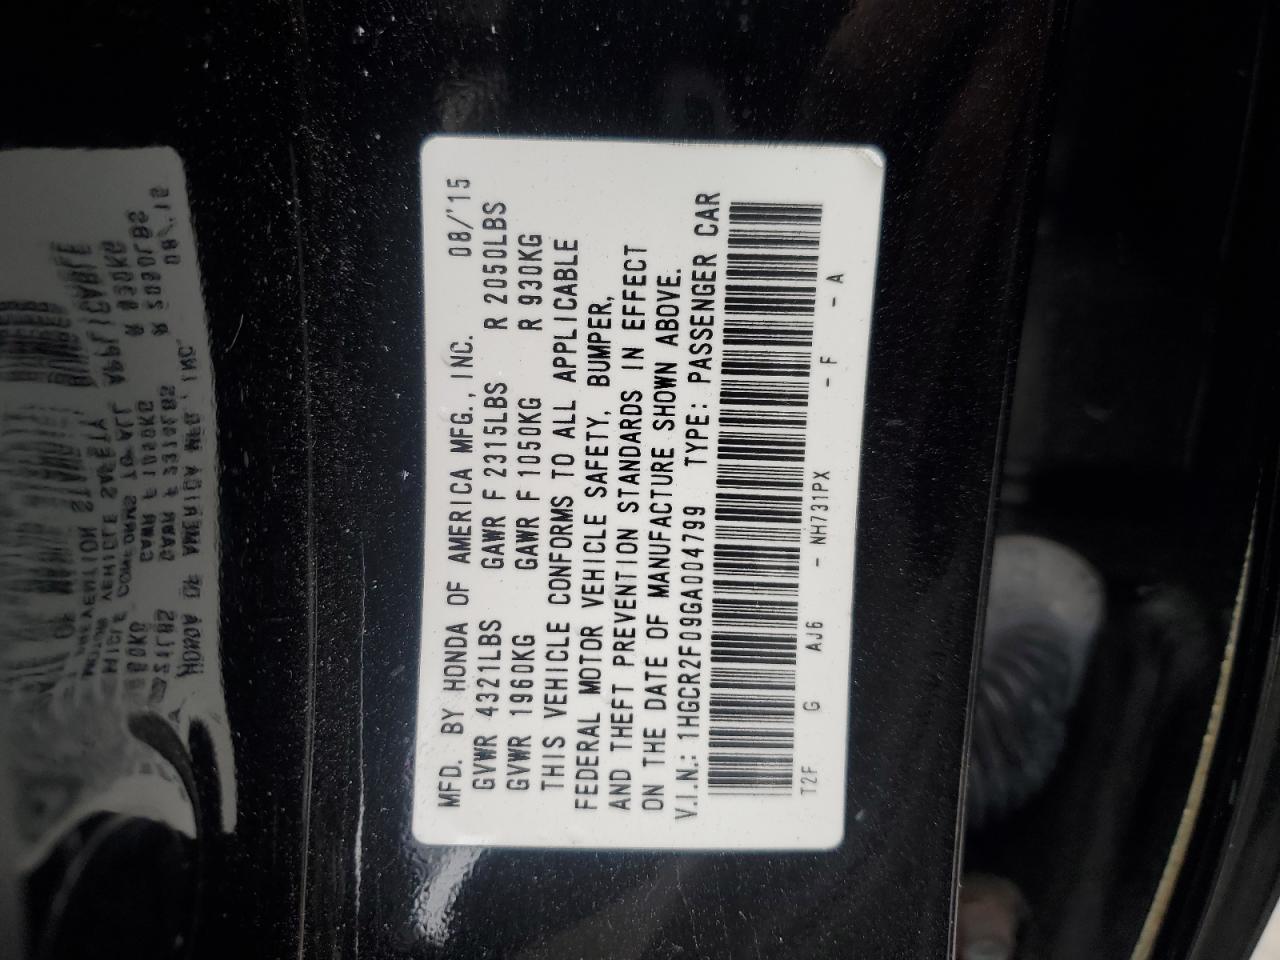 MFD. BY HONDA OF AMERICA MFG., INC. 08/'15
GVWR 4321LBS GAWR F 2315LBS R 2050LBS
GVWR 1960KG GAWR F 1050KG R 930KG
THIS VEHICLE CONFORMS TO ALL APPLICABLE
FEDERAL MOTOR VEHICLE SAFETY, BUMPER,
AND THEFT PREVENTION STANDARDS IN EFFECT
ON THE DATE OF MANUFACTURE SHOWN ABOVE.
V.I.N.: 1HGCR2F09GA004799 TYPE: PASSENGER CAR
T2F G AJ6 - NH731PX - F - A